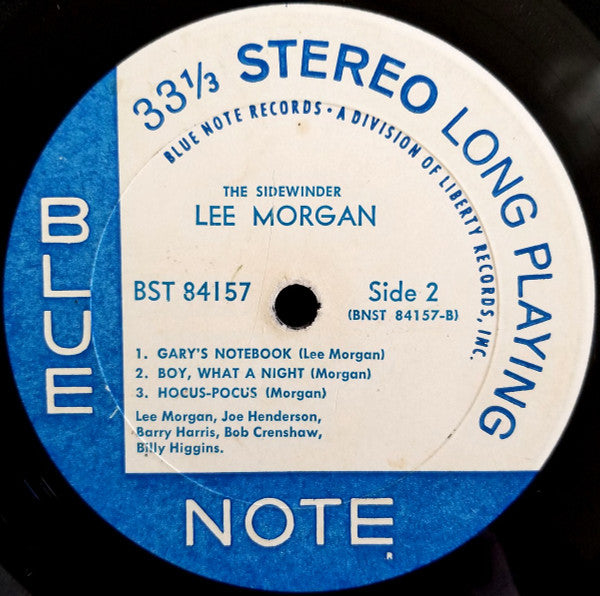 33 1/3 STEREO LONG PLAYING
BLUE NOTE RECORDS • A DIVISION OF LIBERTY RECORDS, INC.
THE SIDEWINDER
LEE MORGAN
BST 84157
Side 2
(BNST 84157-B)
1. GARY'S NOTEBOOK (Lee Morgan)
2. BOY, WHAT A NIGHT (Morgan)
3. HOCUS-POCUS (Morgan)
Lee Morgan, Joe Henderson,
Barry Harris, Bob Crenshaw,
Billy Higgins.
BLUE
NOTE
R